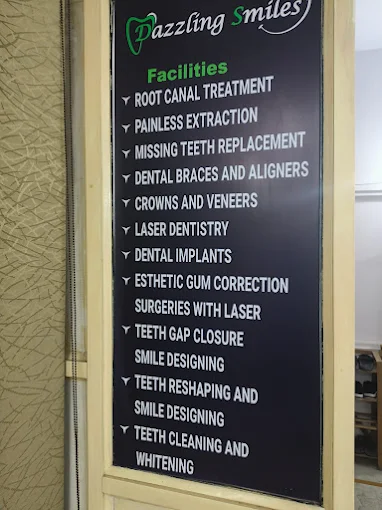 Dazzling Smiles
Facilities
ROOT CANAL TREATMENT
PAINLESS EXTRACTION
MISSING TEETH REPLACEMENT
DENTAL BRACES AND ALIGNERS
CROWNS AND VENEERS
LASER DENTISTRY
DENTAL IMPLANTS
ESTHETIC GUM CORRECTION
SURGERIES WITH LASER
TEETH GAP CLOSURE
SMILE DESIGNING
TEETH RESHAPING AND
SMILE DESIGNING
TEETH CLEANING AND
WHITENING